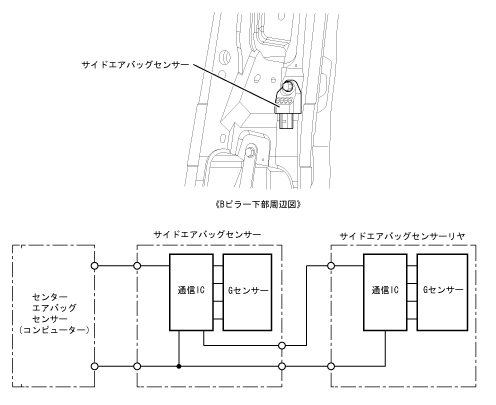 サイドエアバッグセンサー
《Bピラー下部周辺図》
サイドエアバッグセンサー
サイドエアバッグセンサーリヤ
センター
エアバッグ
センサー
(コンピューター)
通信IC
Gセンサー
通信IC
Gセンサー